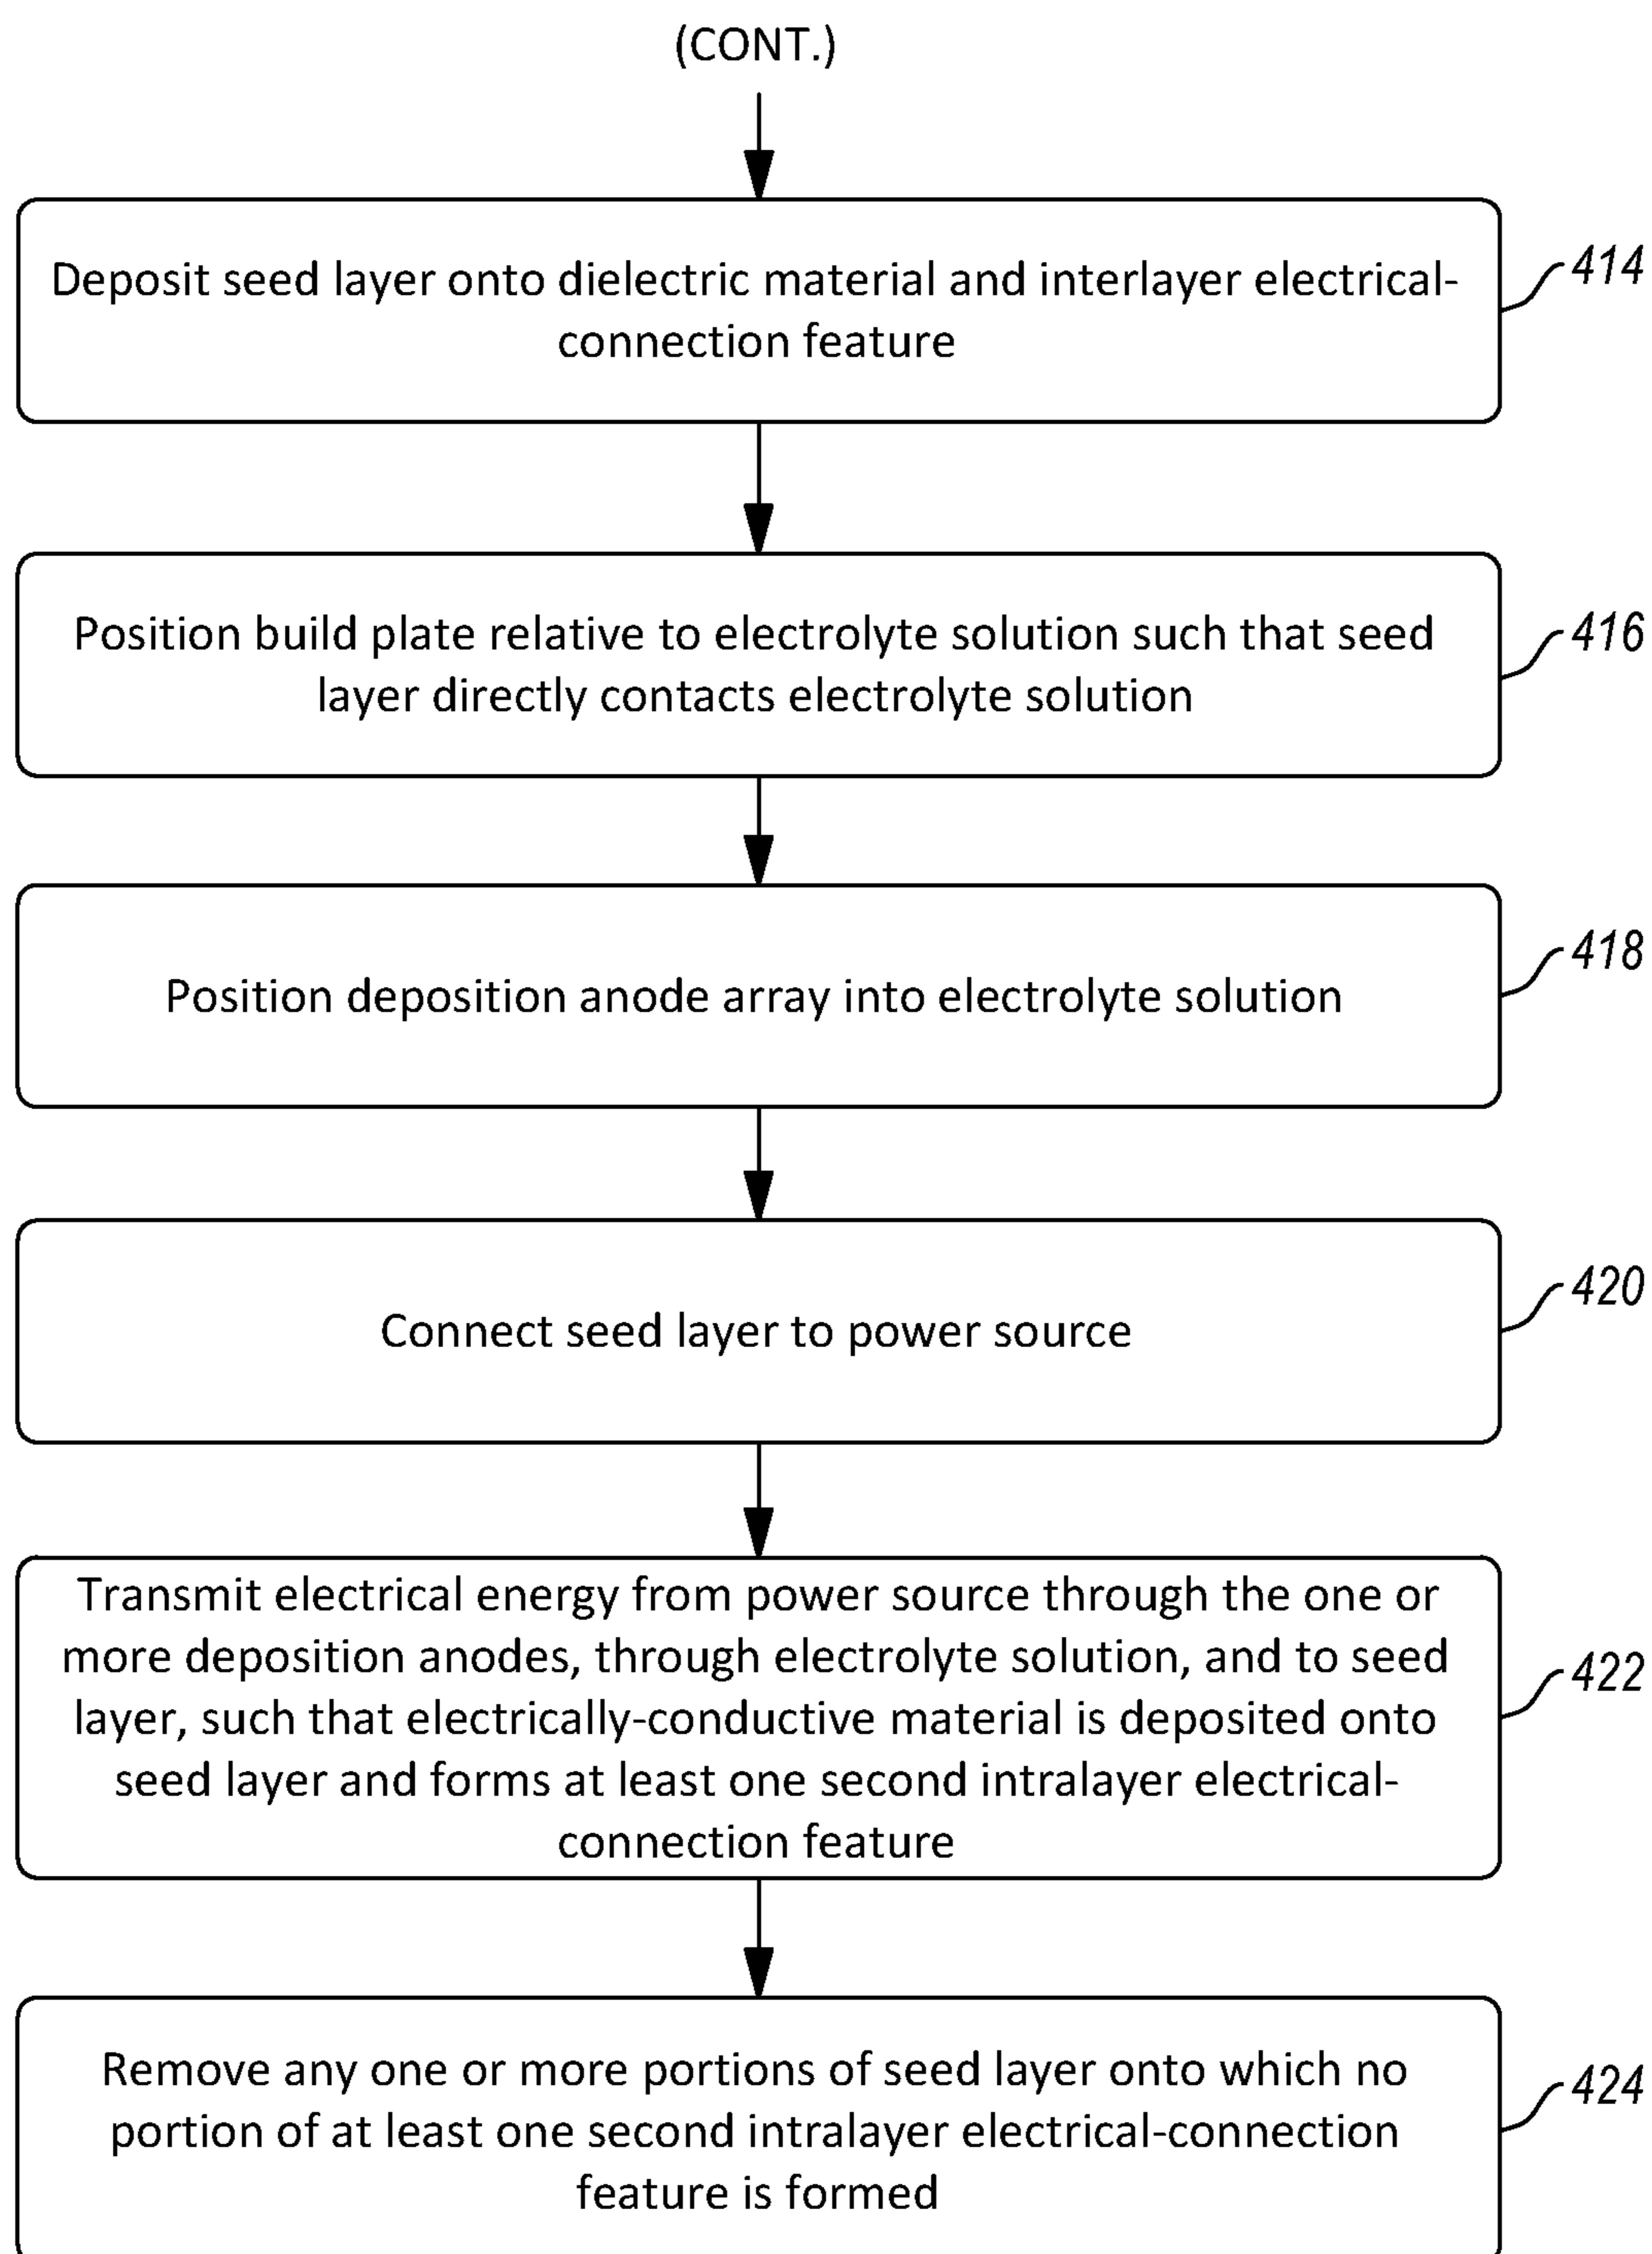 (CONT.)
Deposit seed layer onto dielectric material and interlayer electrical-
connection feature
414
Position build plate relative to electrolyte solution such that seed
layer directly contacts electrolyte solution
416
Position deposition anode array into electrolyte solution
418
Connect seed layer to power source
420
Transmit electrical energy from power source through the one or
more deposition anodes, through electrolyte solution, and to seed
layer, such that electrically-conductive material is deposited onto
seed layer and forms at least one second intralayer electrical-
connection feature
422
Remove any one or more portions of seed layer onto which no
portion of at least one second intralayer electrical-connection
feature is formed
424